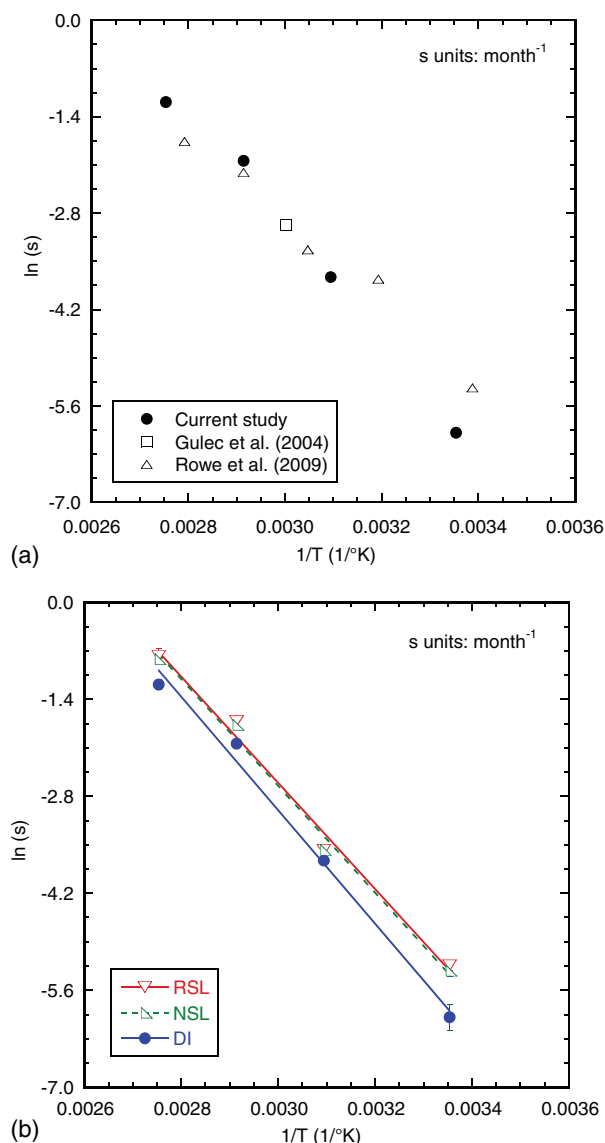 0.0
s units: month-1
-1.4
-2.8
ln (s)
-4.2
-5.6
Current study
Gulec et al. (2004)
Rowe et al. (2009)
-7.0
0.0026 0.0028 0.0030 0.0032 0.0034 0.0036
(a)
1/T (1/°K)
0.0
s units: month-1
-1.4
-2.8
ln (s)
-4.2
-5.6
RSL
NSL
DI
-7.0
0.0026 0.0028 0.0030 0.0032 0.0034 0.0036
(b)
1/T (1/°K)